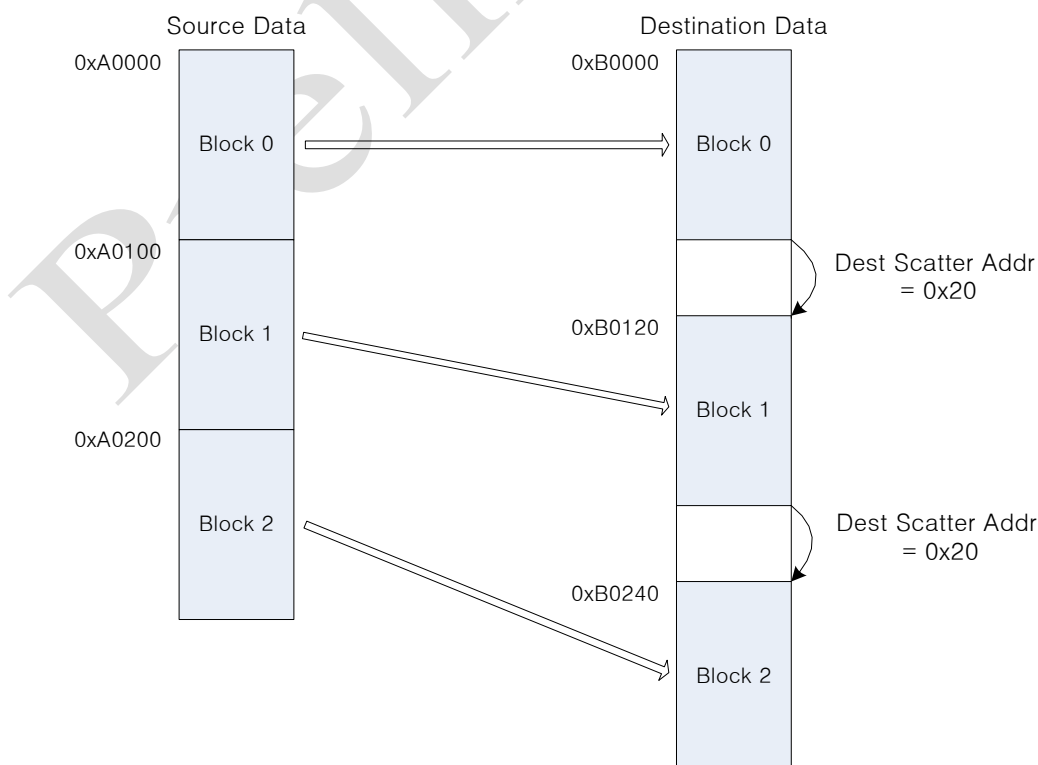 Source Data
Destination Data
0xA0000
0xB0000
Block 0
Block 0
0xA0100
Dest Scatter Addr
= 0x20
0xB0120
Block 1
Block 1
0xA0200
Block 2
Dest Scatter Addr
= 0x20
0xB0240
Block 2